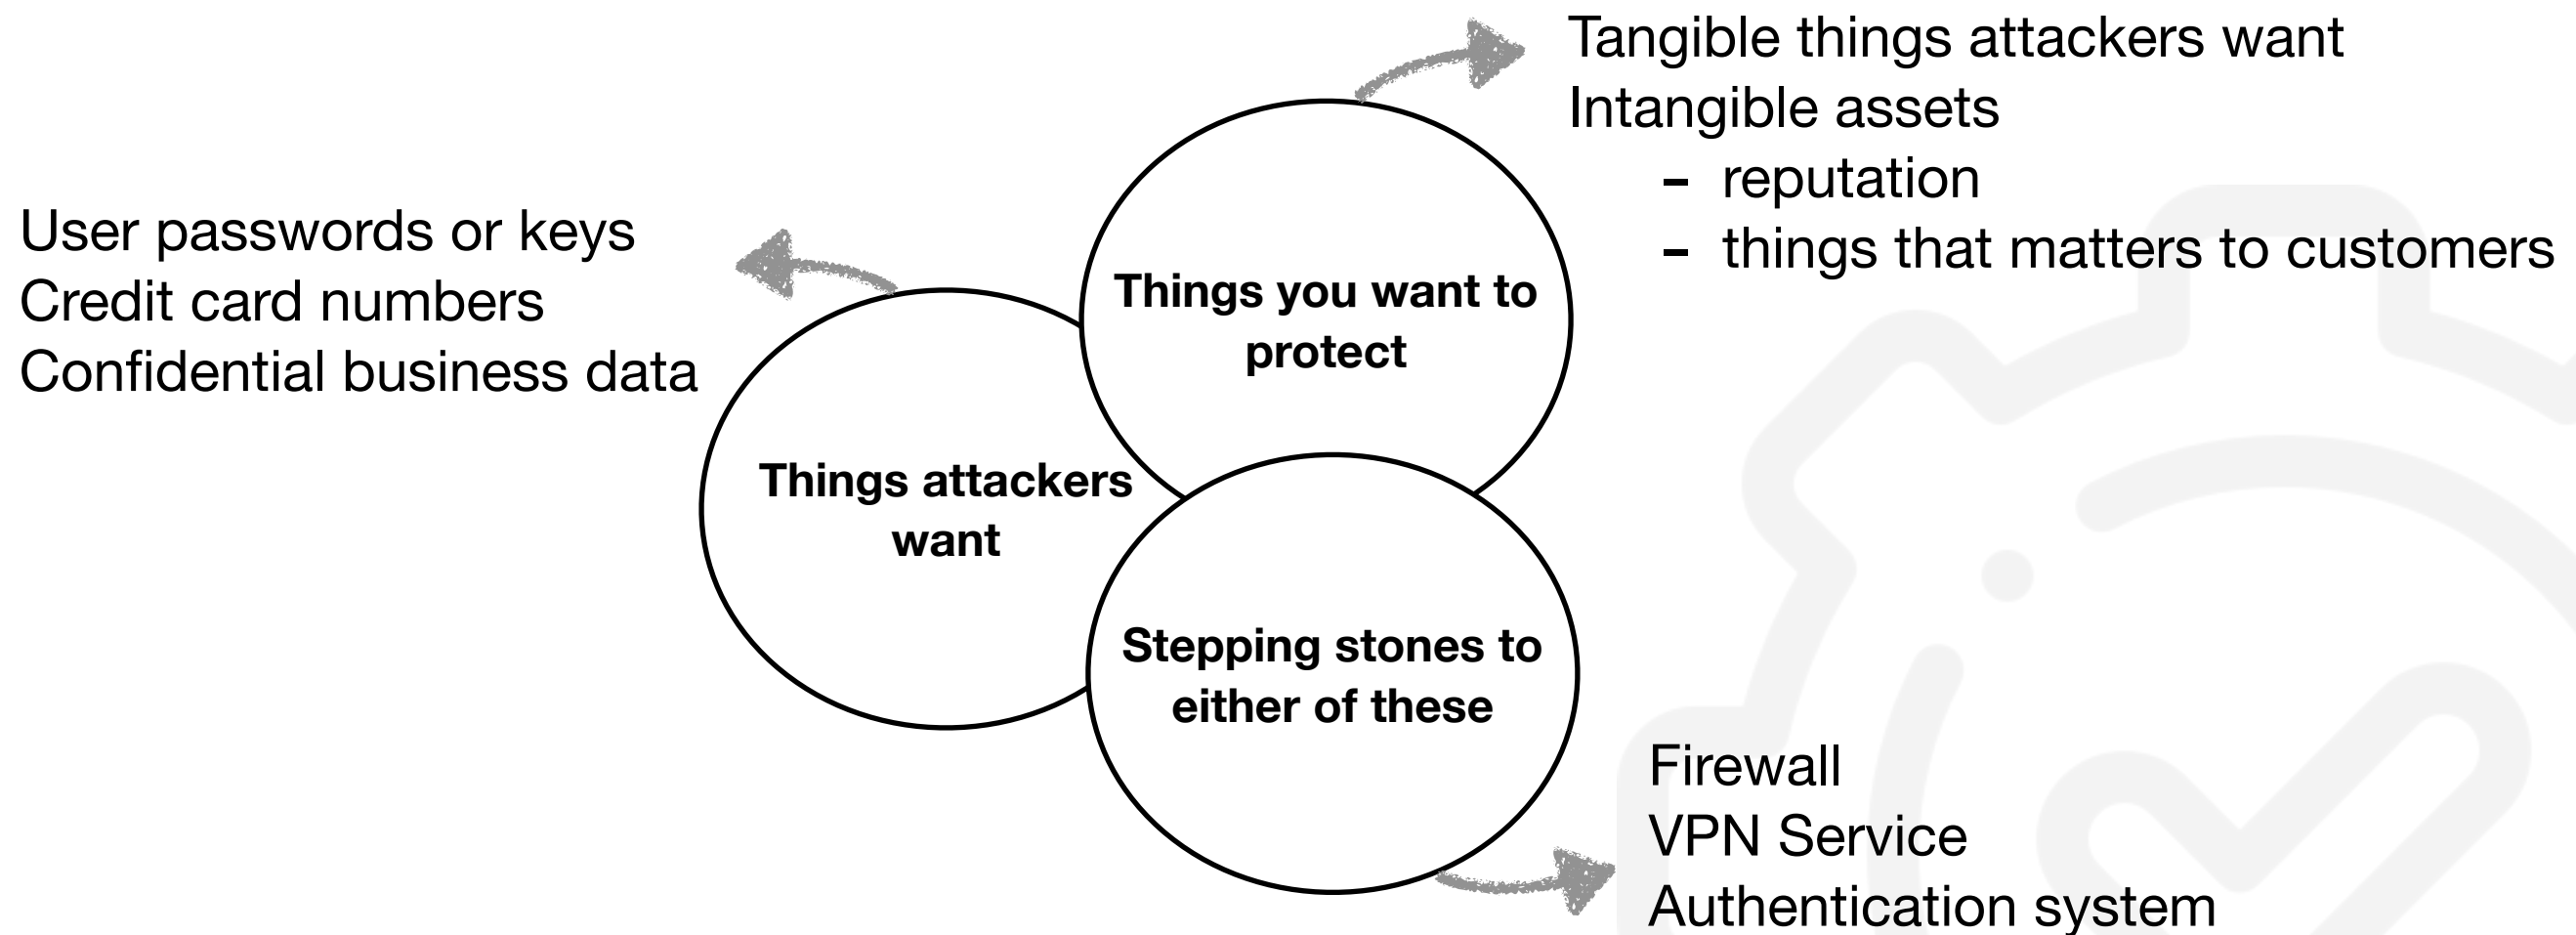 Tangible things attackers want
Intangible assets
- reputation
- things that matters to customers
User passwords or keys
Credit card numbers
Confidential business data
Things you want to
protect
Things attackers
want
Stepping stones to
either of these
Firewall
VPN Service
Authentication system